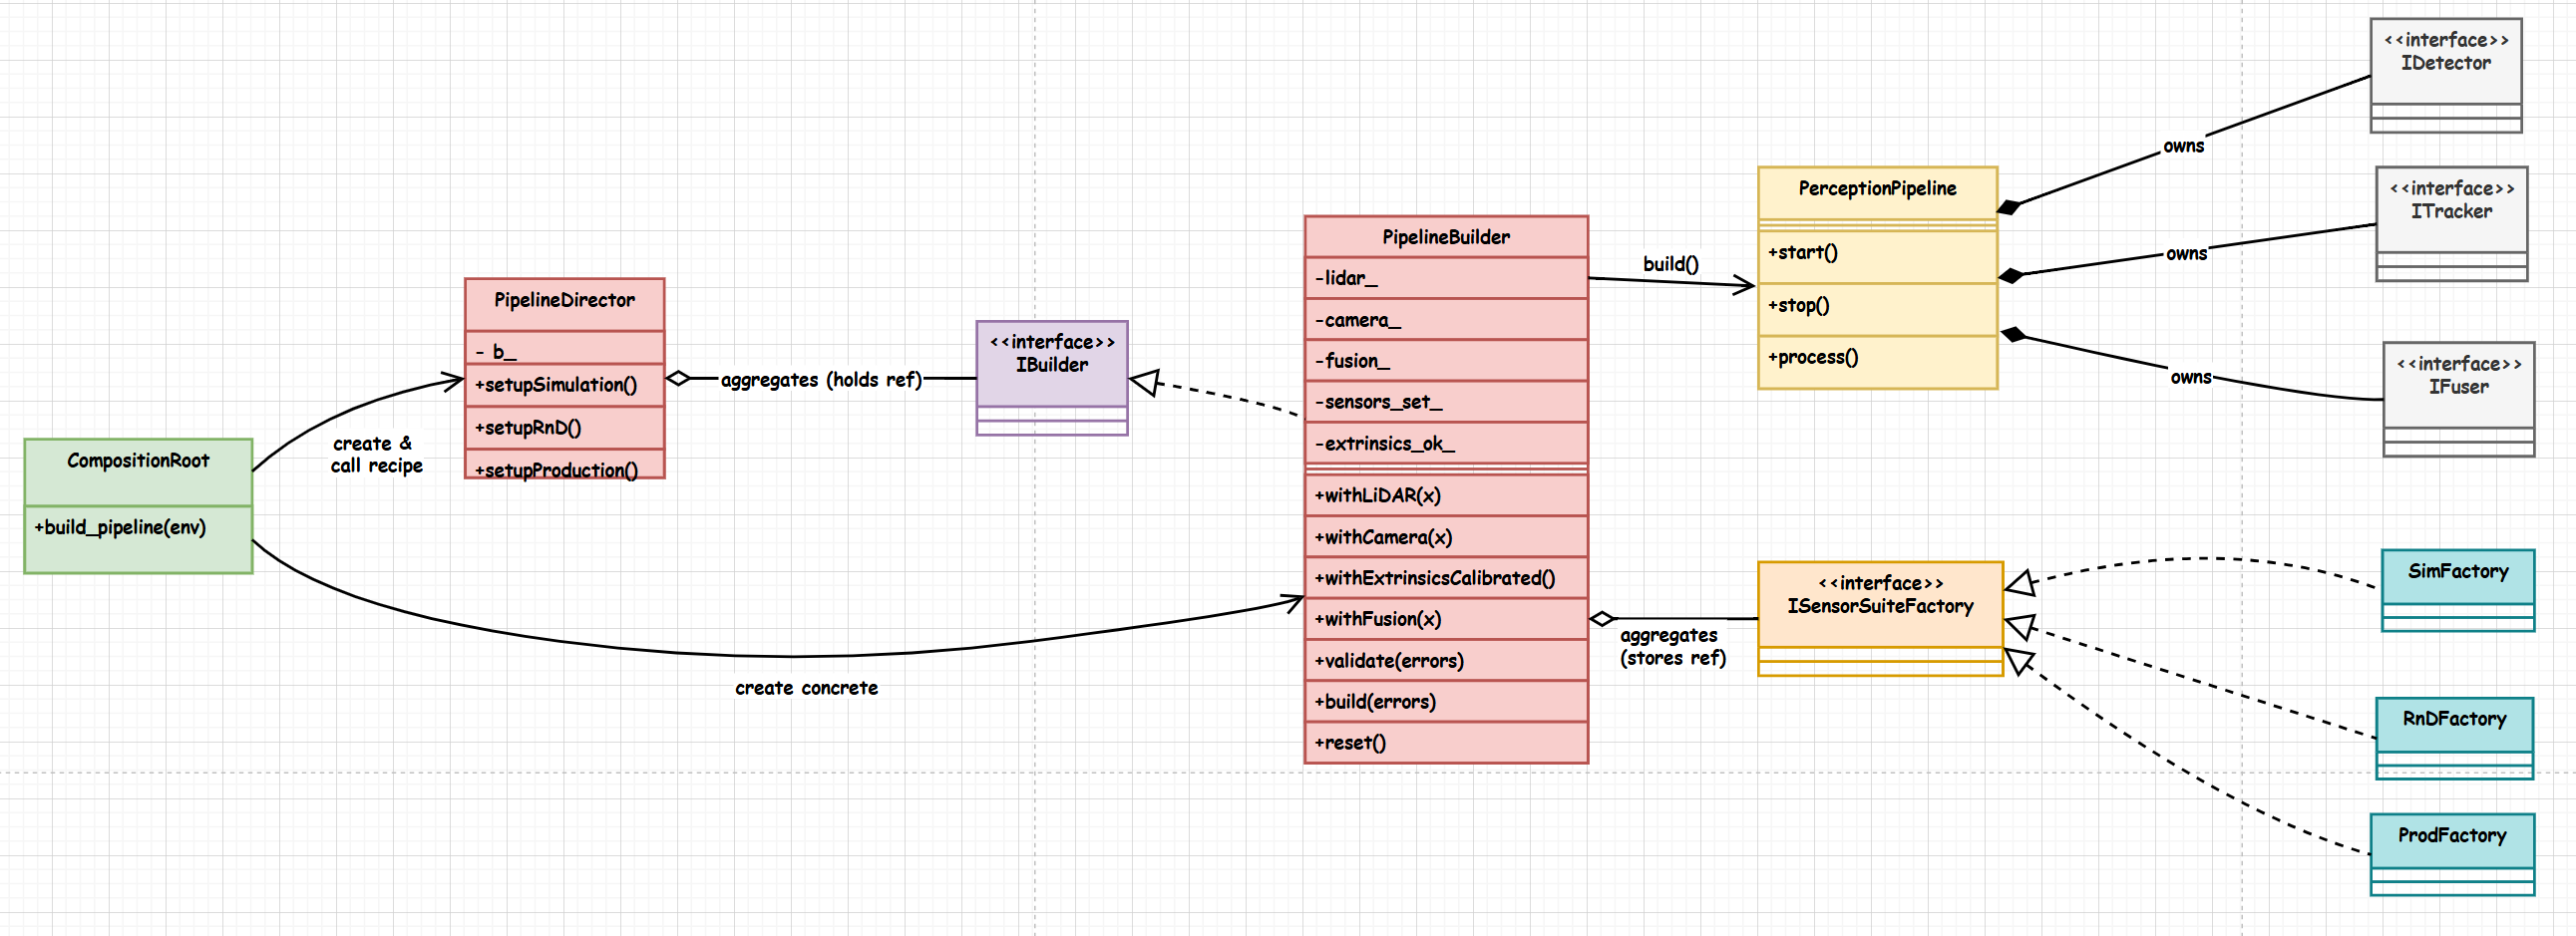 CompositionRoot
+build_pipeline(env)
create &
call recipe
create concrete
PipelineDirector
- b_
+setupSimulation()
+setupRnD()
+setupProduction()
aggregates (holds ref)
<<interface>>
IBuilder
PipelineBuilder
-lidar_
-camera_
-fusion_
-sensors_set_
-extrinsics_ok_
+withLiDAR(x)
+withCamera(x)
+withExtrinsicsCalibrated()
+withFusion(x)
+validate(errors)
+build(errors)
+reset()
build()
aggregates
(stores ref)
PerceptionPipeline
+start()
+stop()
+process()
owns
owns
owns
<<interface>>
IDetector
<<interface>>
ITracker
<<interface>>
IFuser
<<interface>>
ISensorSuiteFactory
SimFactory
RnDFactory
ProdFactory